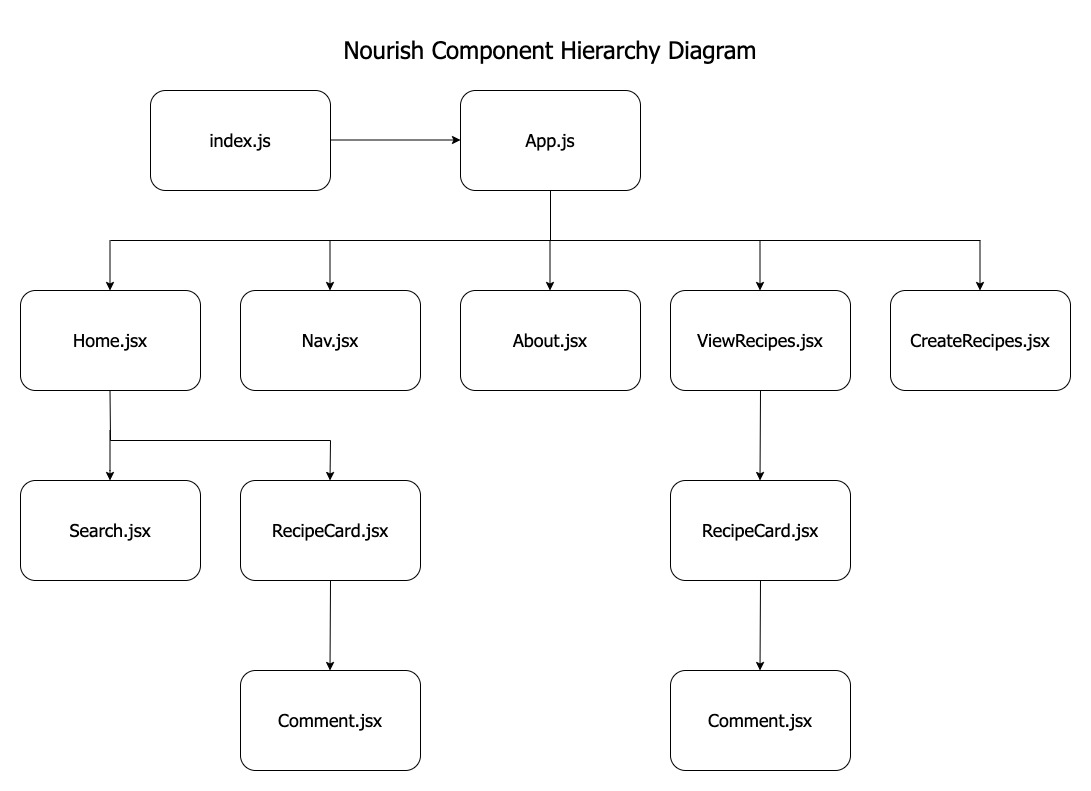 Nourish Component Hierarchy Diagram
index.js
App.js
Home.jsx
Nav.jsx
About.jsx
ViewRecipes.jsx
CreateRecipes.jsx
Search.jsx
RecipeCard.jsx
RecipeCard.jsx
Comment.jsx
Comment.jsx